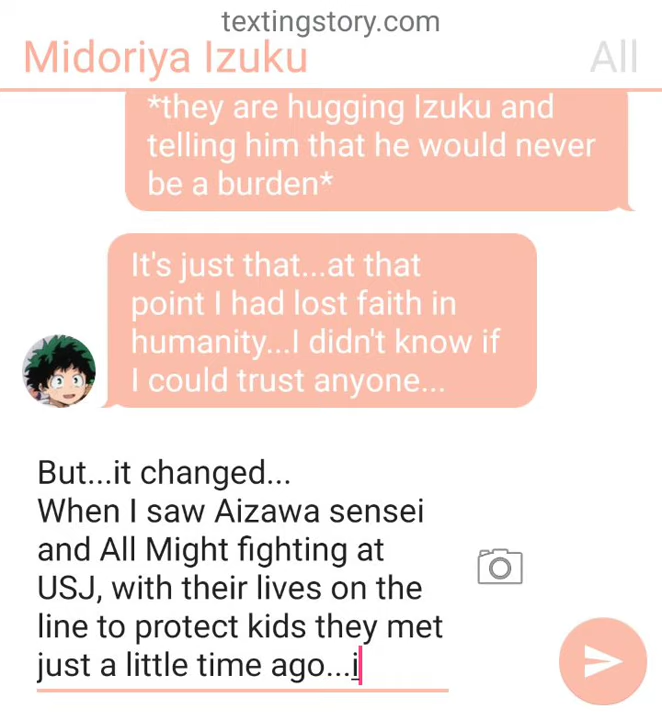 textingstory.com
Midoriya Izuku All
*they are hugging Izuku and
telling him that he would never
be a burden*
It's just that...at that
point I had lost faith in
humanity...I didn't know if
I could trust anyone...
But...it changed...
When I saw Aizawa sensei
and All Might fighting at
USJ, with their lives on the
line to protect kids they met
just a little time ago...i